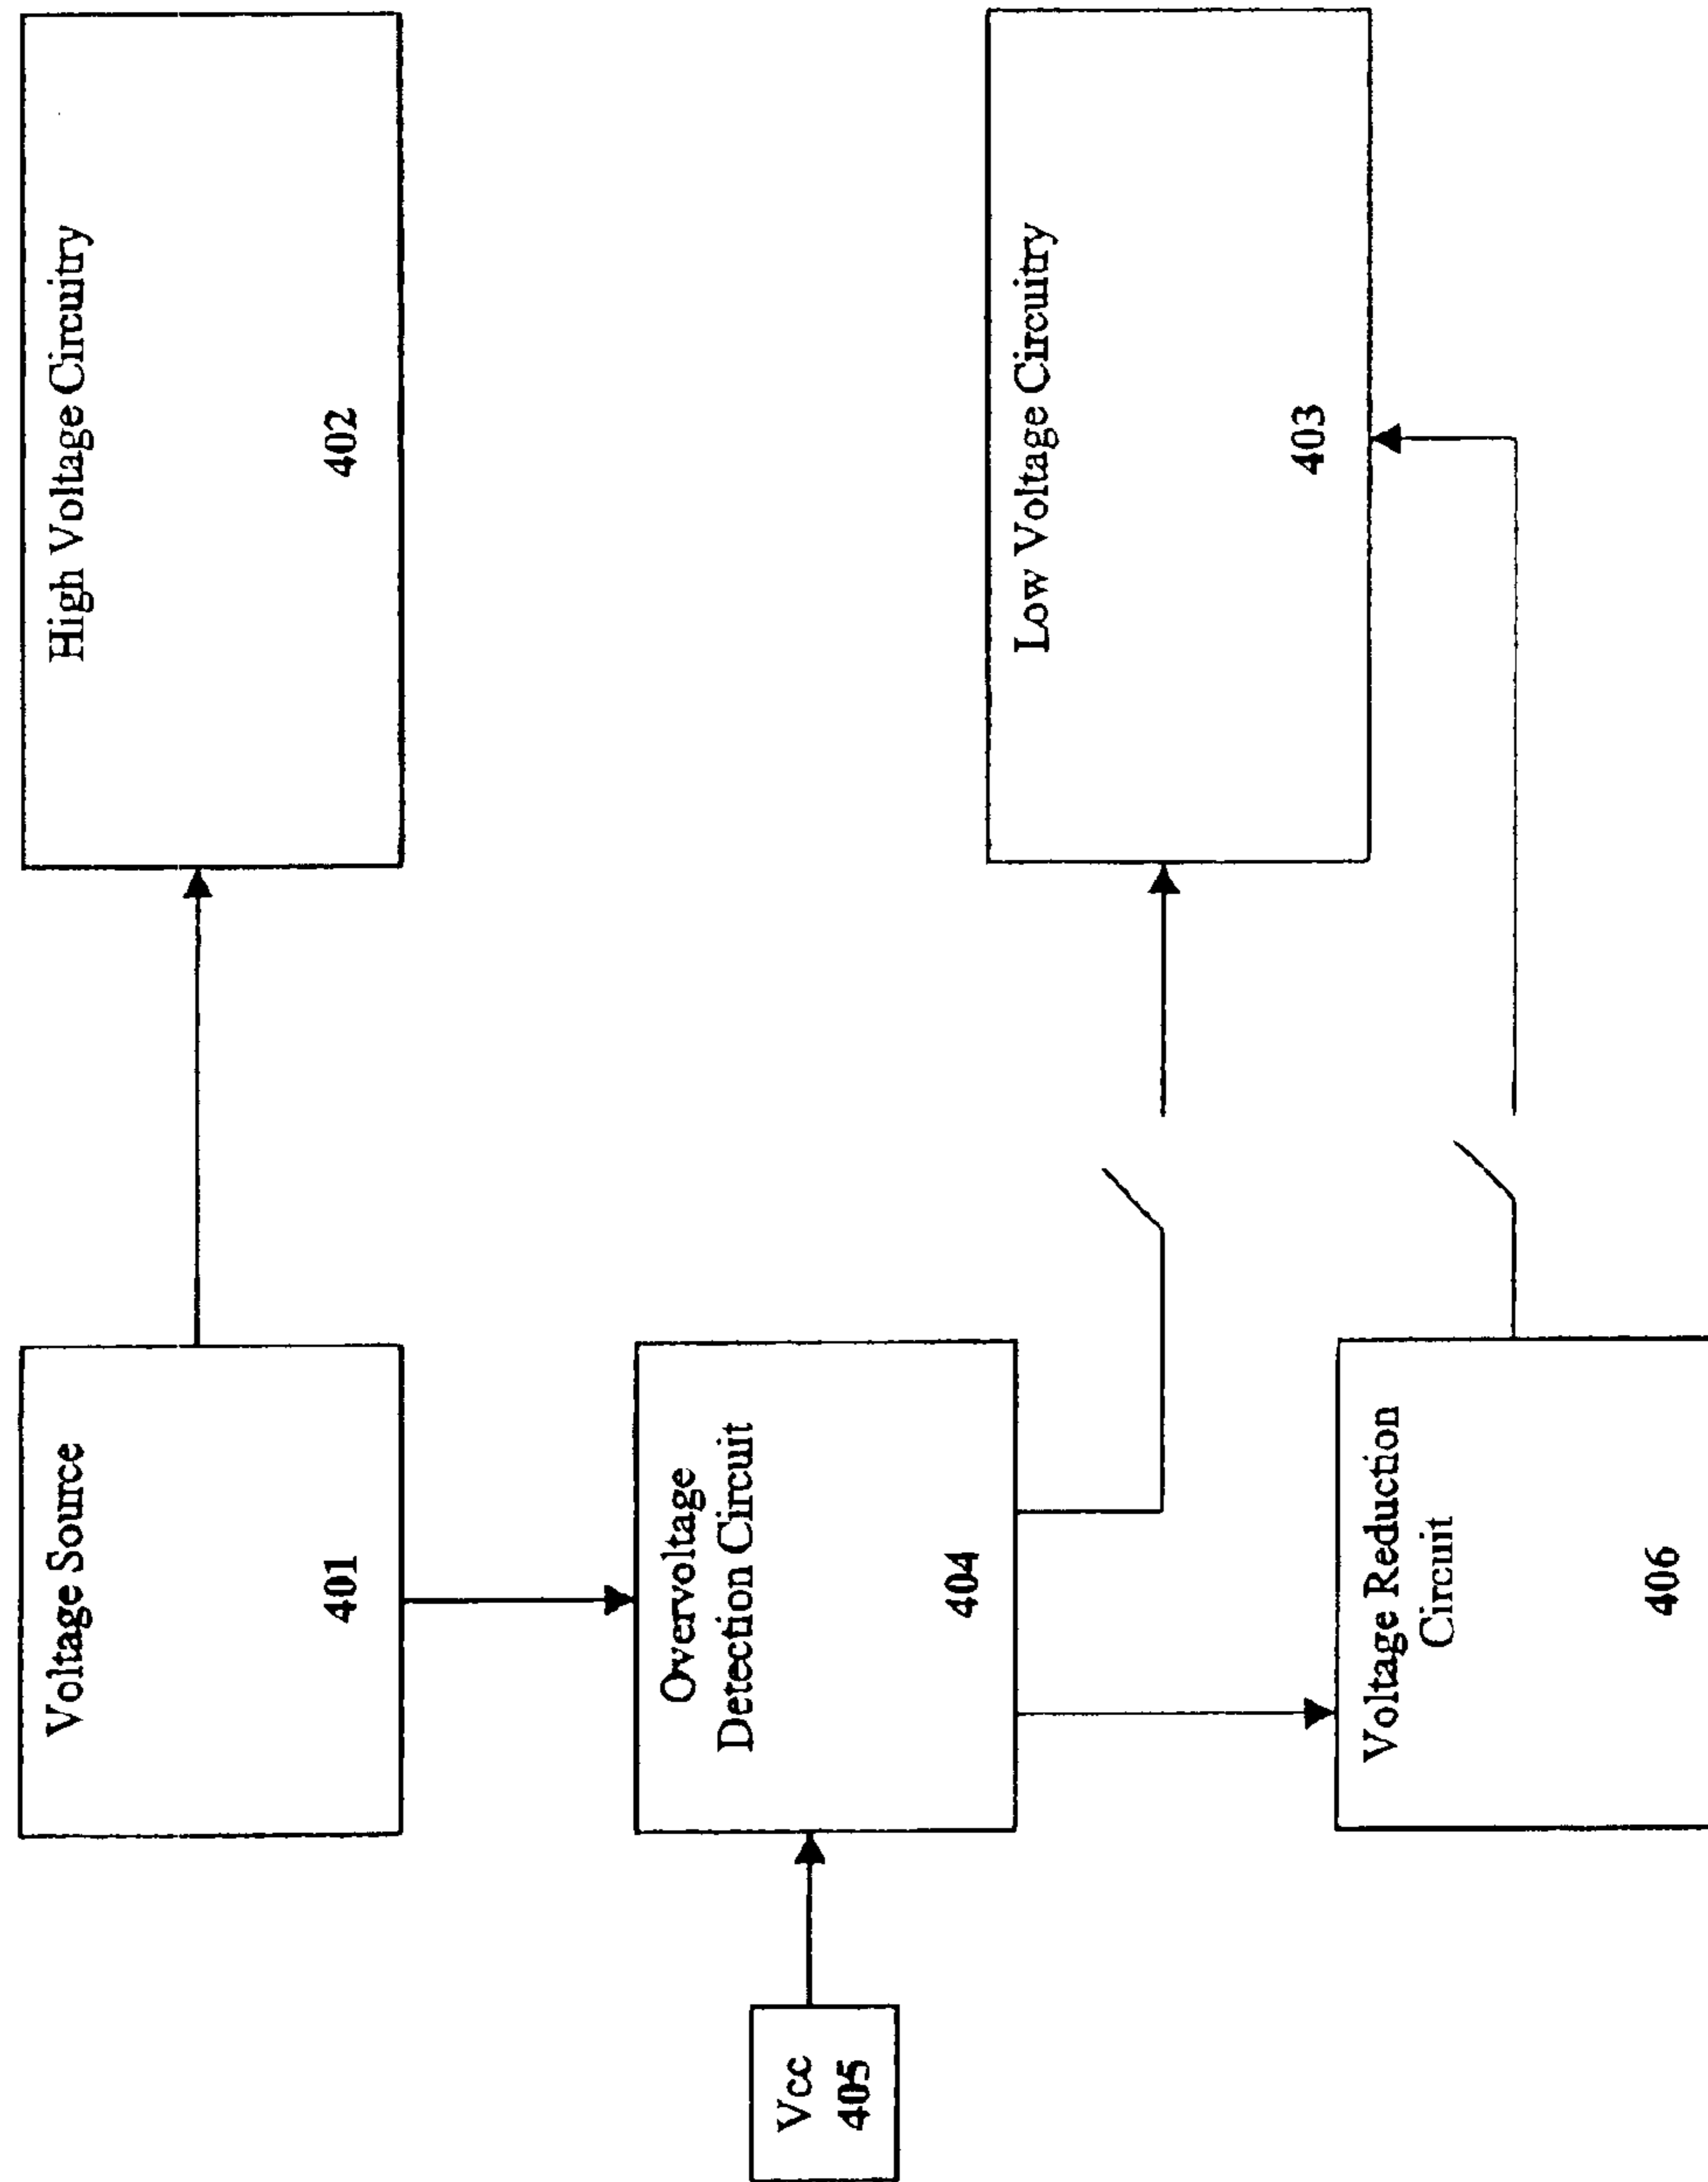 Voltage Source
401
High Voltage Circuitry
402
Vcc
405
Overvoltage
Detection Circuit
404
Low Voltage Circuitry
403
Voltage Reduction
Circuit
406